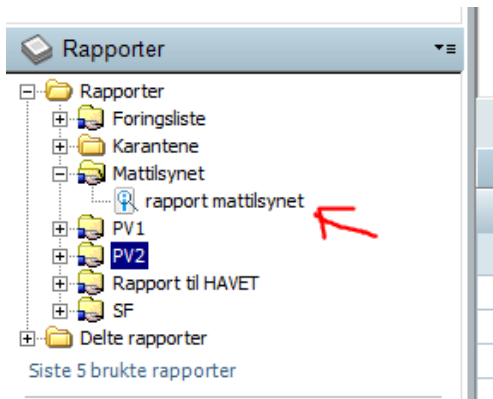 Rapporter
Rapporter
Foringsliste
Karantene
Mattilsynet
rapport mattilsynet
PV1
PV2
Rapport til HAVET
SF
Delte rapporter
Siste 5 brukte rapporter